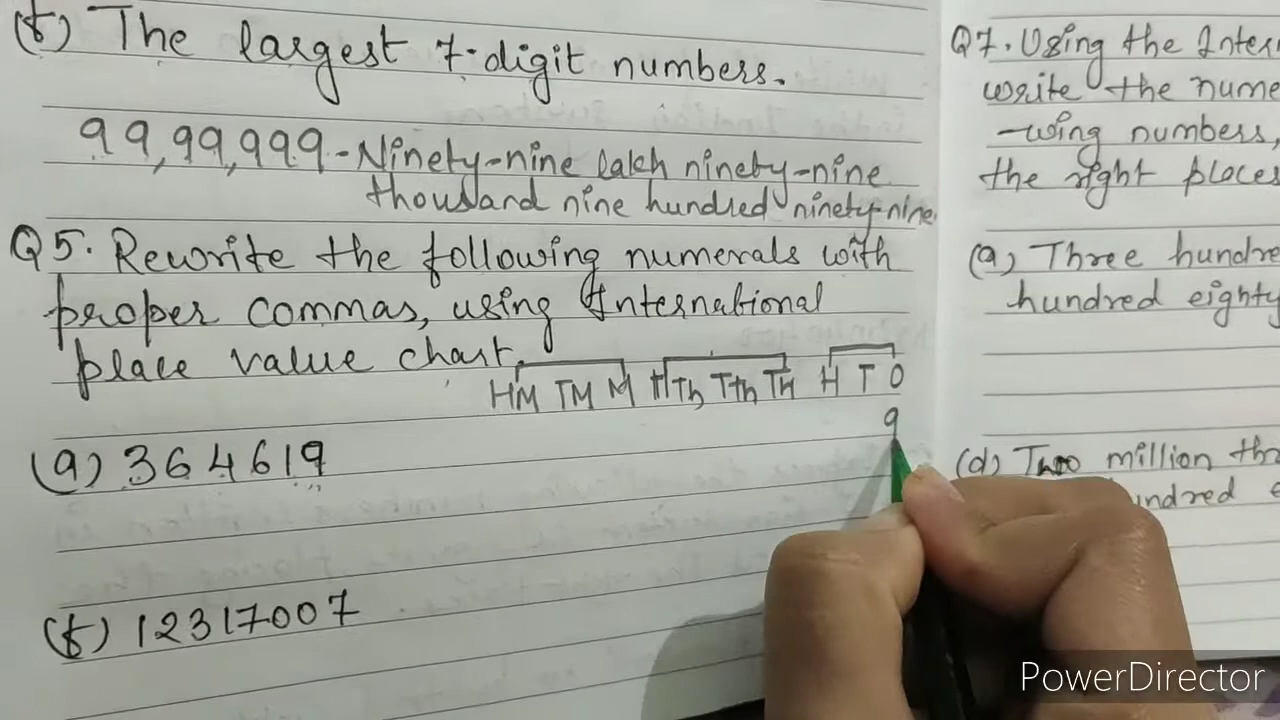 (f) The largest 7-digit numbers.
99,99,999 - Ninety-nine lakh ninety-nine
thousand nine hundred ninety-nine.
Q5. Rewrite the following numerals with
proper commas, using International
place value chart.
HM TM M HTh TTh Th H T O
9
(a) 364619
(f) 12317007
Q7. Using the Inter
write the nume
-wing numbers,
the right places
(a) Three hundre
hundred eighty
(d) Two million thr
undred e
PowerDirector